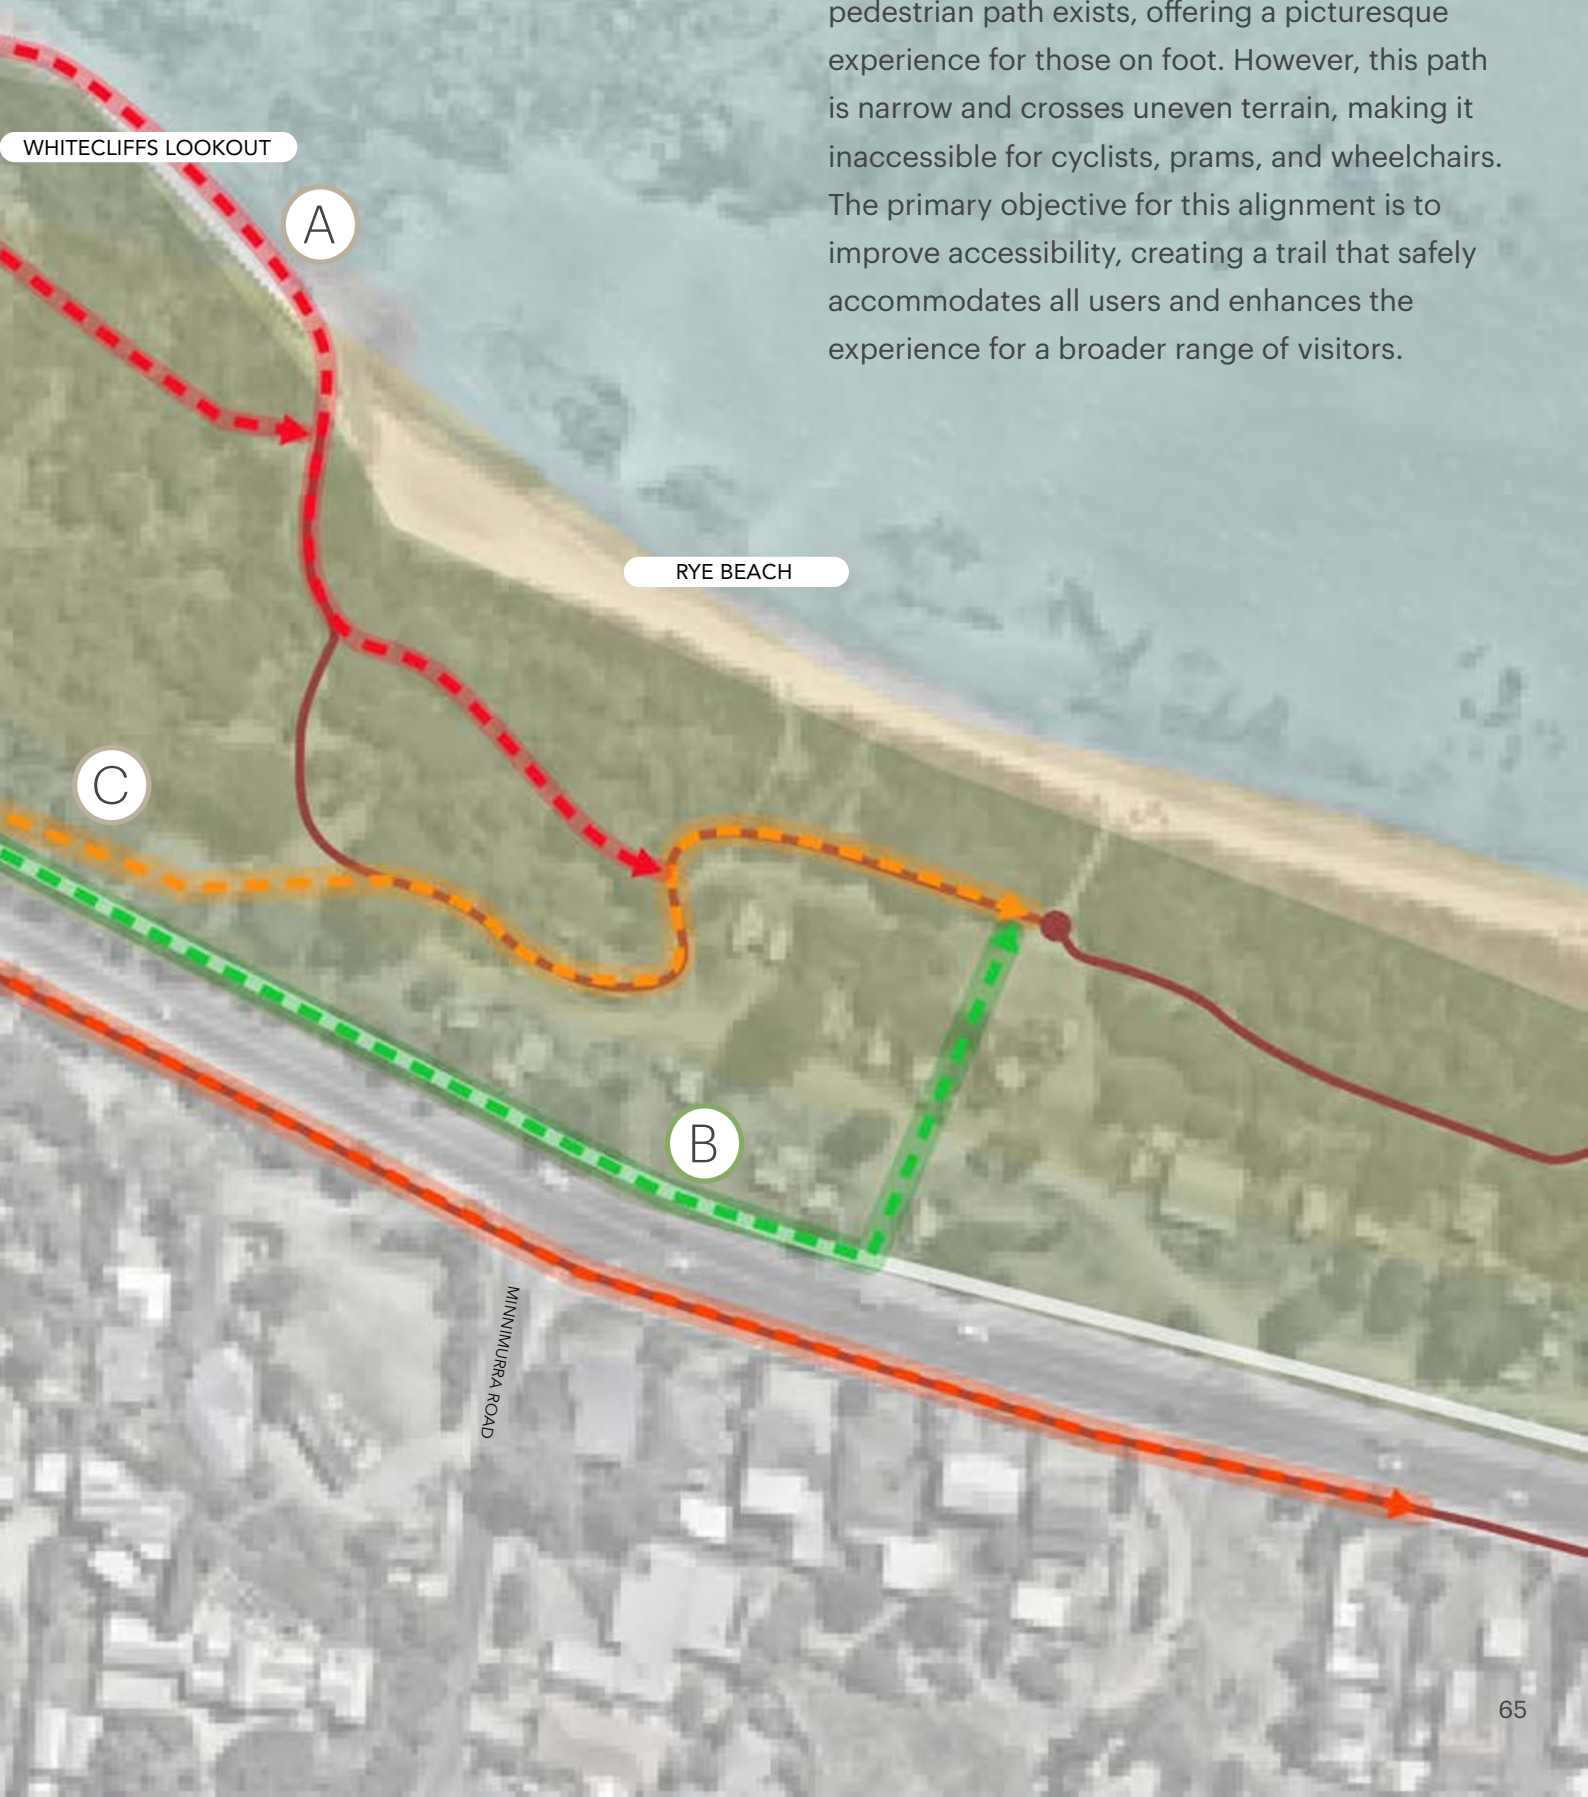 pedestrian path exists, offering a picturesque
experience for those on foot. However, this path
is narrow and crosses uneven terrain, making it
inaccessible for cyclists, prams, and wheelchairs.
The primary objective for this alignment is to
improve accessibility, creating a trail that safely
accommodates all users and enhances the
experience for a broader range of visitors.
WHITECLIFFS LOOKOUT
A
RYE BEACH
C
B
MINNIMURRA ROAD
65